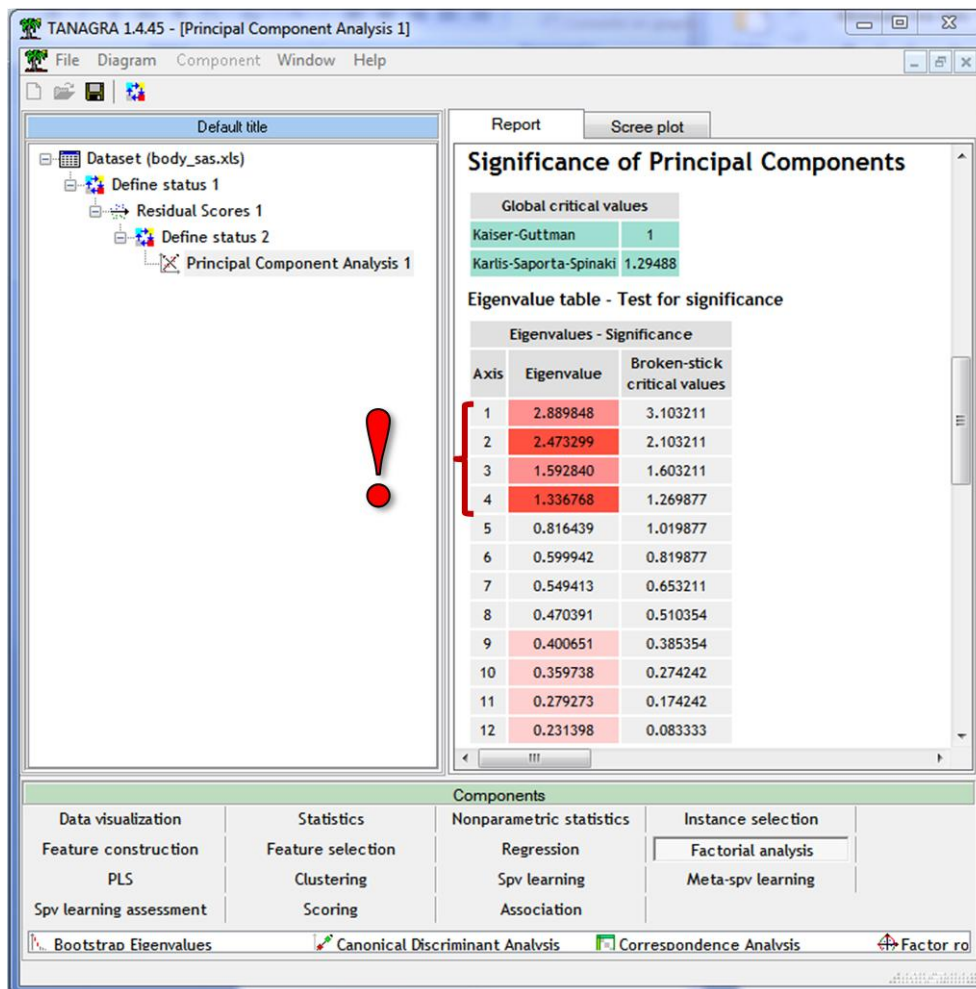 TANAGRA 1.4.45 - [Principal Component Analysis 1]
File Diagram Component Window Help
Default title
Dataset (body_sas.xls)
Define status 1
Residual Scores 1
Define status 2
Principal Component Analysis 1
Report Scree plot
Significance of Principal Components
Global critical values
Kaiser-Guttman 1
Karlis-Saporta-Spinaki 1.29488
Eigenvalue table - Test for significance
Eigenvalues - Significance
Axis Eigenvalue Broken-stick critical values
1 2.889848 3.103211
2 2.473299 2.103211
3 1.592840 1.603211
4 1.336768 1.269877
5 0.816439 1.019877
6 0.599942 0.819877
7 0.549413 0.653211
8 0.470391 0.510354
9 0.400651 0.385354
10 0.359738 0.274242
11 0.279273 0.174242
12 0.231398 0.083333
!
Components
Data visualization Statistics Nonparametric statistics Instance selection
Feature construction Feature selection Regression Factorial analysis
PLS Clustering Spv learning Meta-spv learning
Spv learning assessment Scoring Association
Bootstrap Eigenvalues Canonical Discriminant Analysis Correspondence Analysis Factor ro